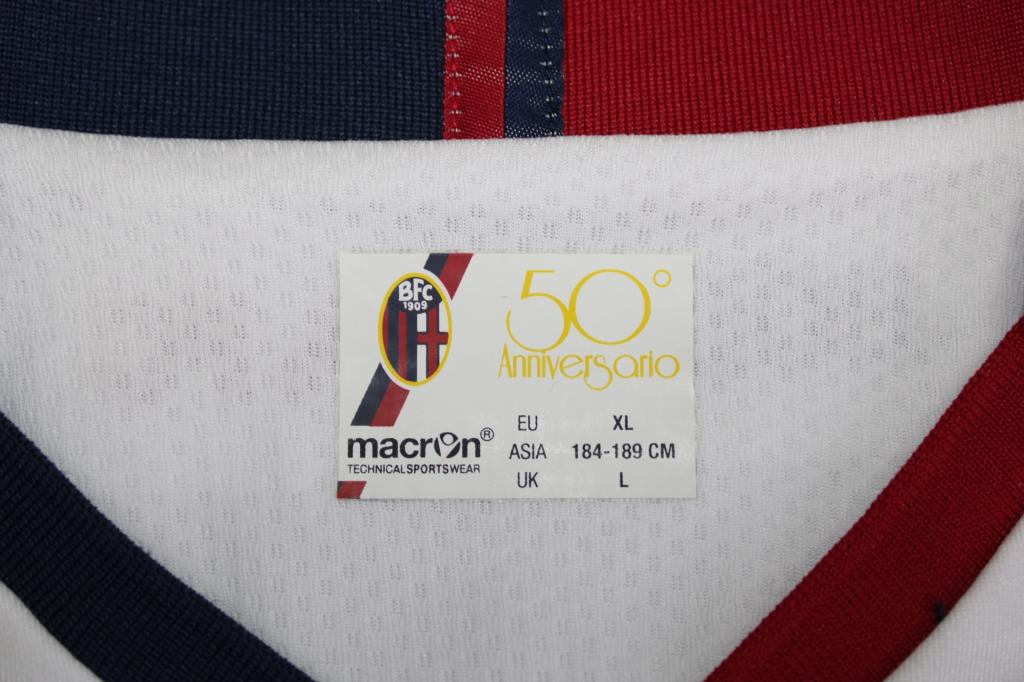 BFC
1909
50°
Anniversario
macron®
TECHNICALSPORTSWEAR
EU XL
ASIA 184-189 CM
UK L